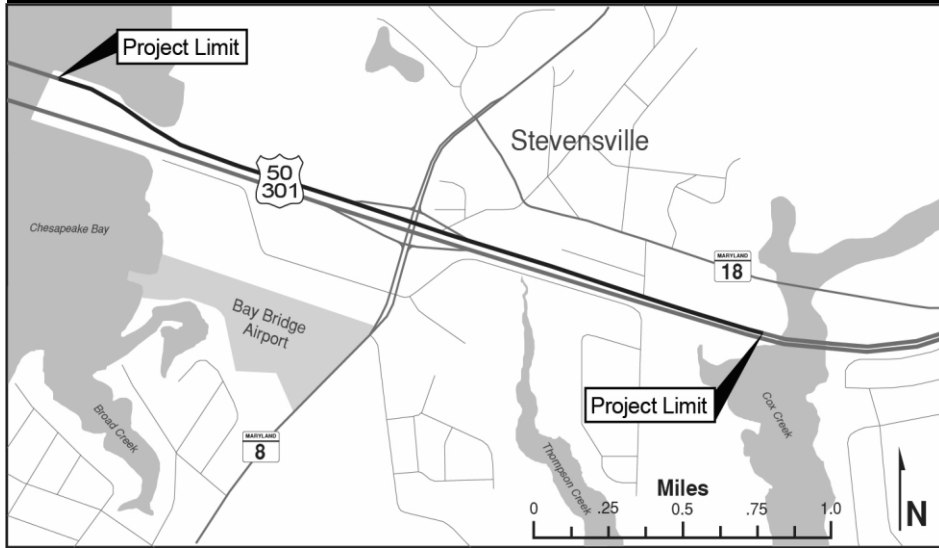 Project Limit
Stevensville
50
301
Chesapeake Bay
MARYLAND
18
Bay Bridge
Airport
Project Limit
Cox Creek
Broad Creek
MARYLAND
8
Thompson Creek
Miles
0 .25 0.5 .75 1.0
N